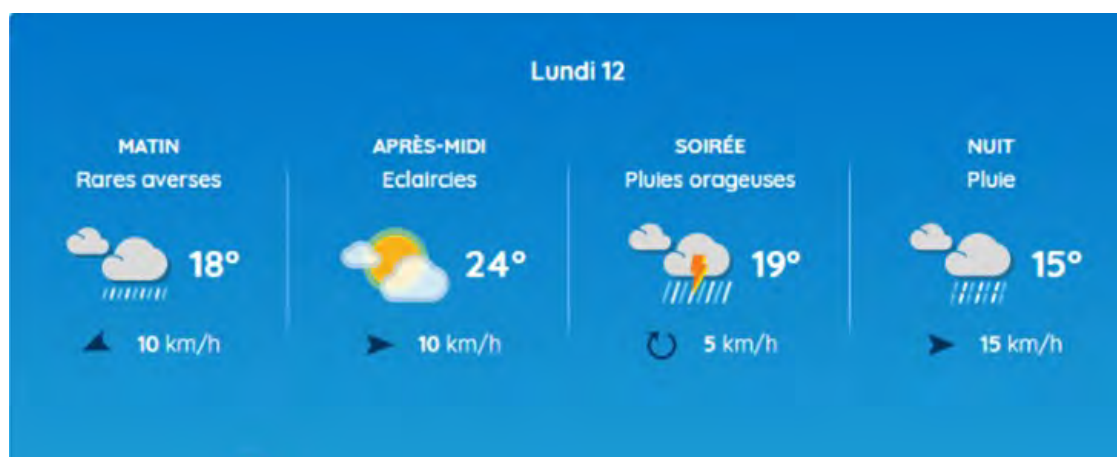 Lundi 12
MATIN
Rares averses
18°
10 km/h
APRÈS-MIDI
Eclaircies
24°
10 km/h
SOIRÉE
Pluies orageuses
19°
5 km/h
NUIT
Pluie
15°
15 km/h